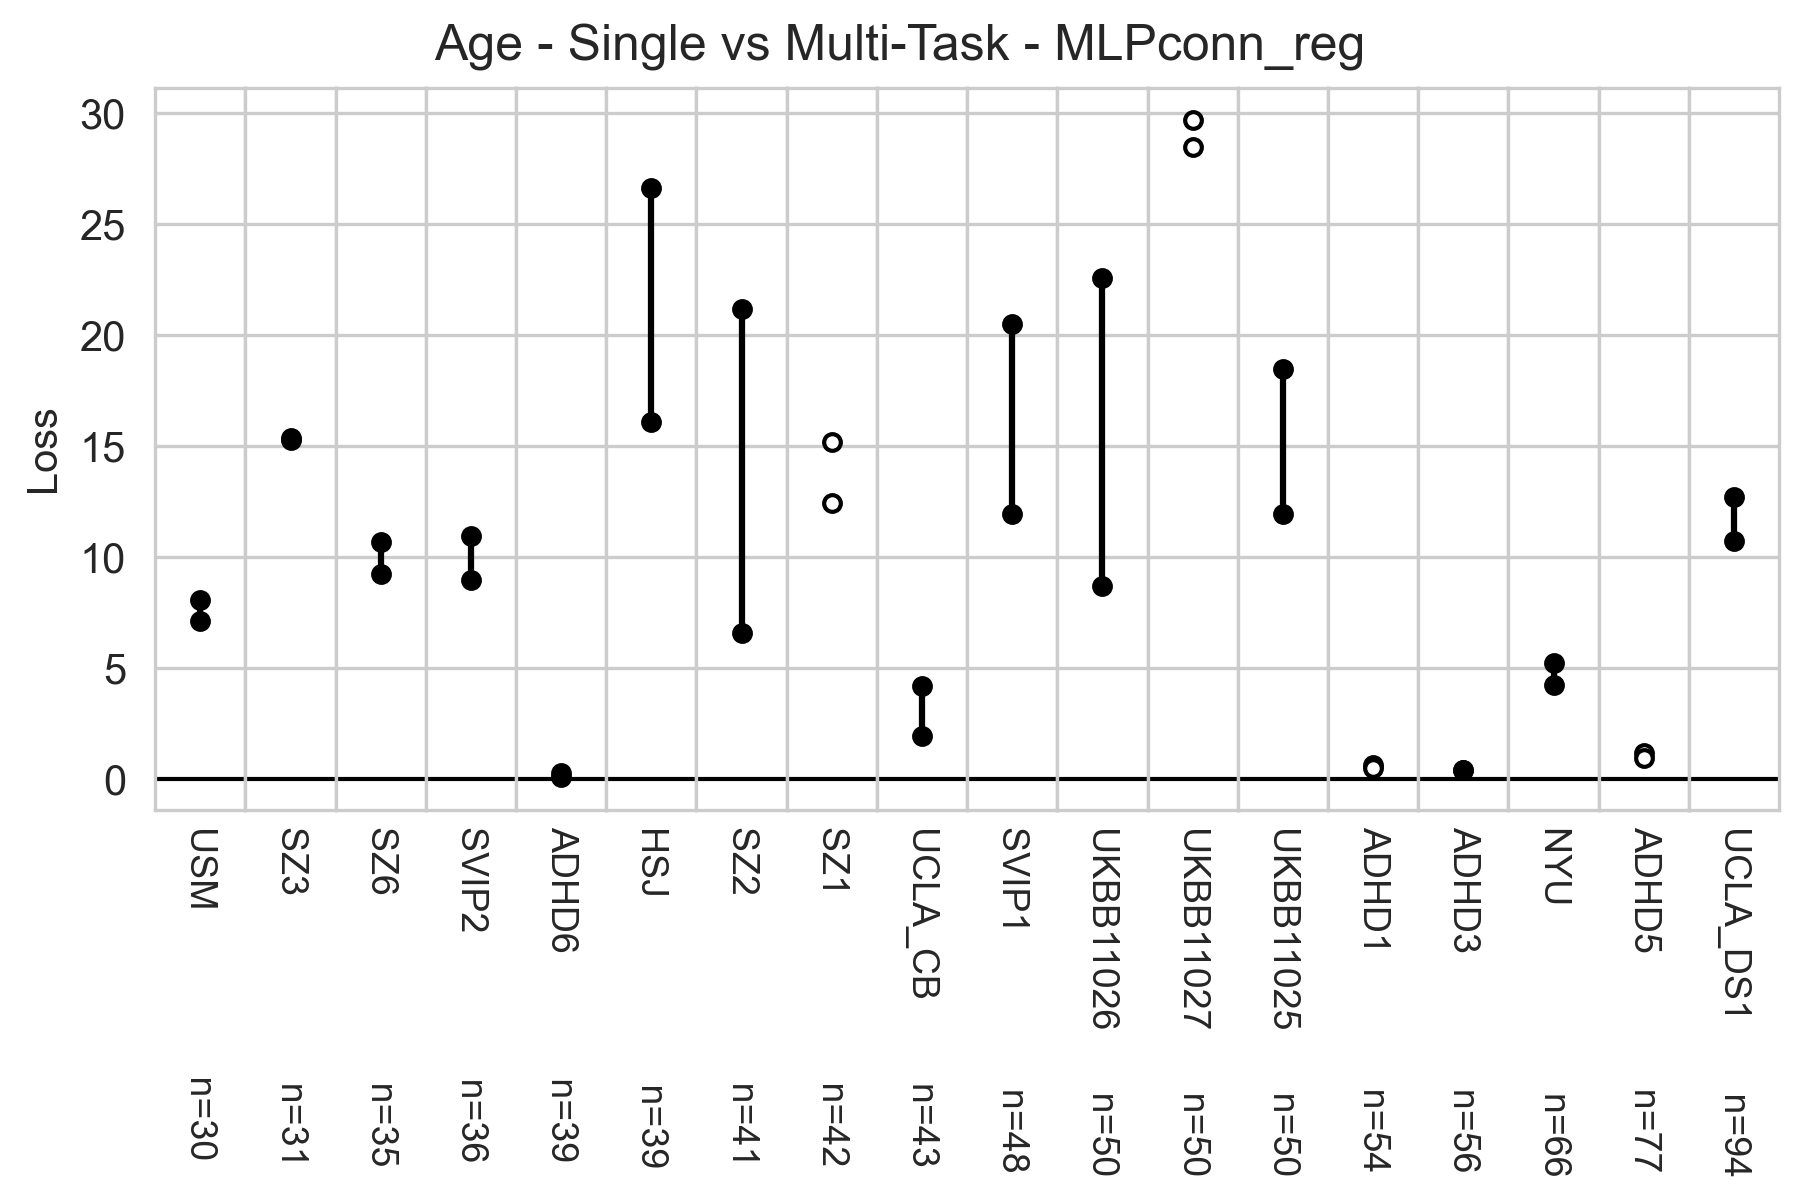 Age - Single vs Multi-Task - MLPconn_reg
Loss
30
25
20
15
10
5
0
USM n=30
SZ3 n=31
SZ6 n=35
SVIP2 n=36
ADHD6 n=39
HSJ n=39
SZ2 n=41
SZ1 n=42
UCLA_CB n=43
SVIP1 n=48
UKBB11026 n=50
UKBB11027 n=50
UKBB11025 n=50
ADHD1 n=54
ADHD3 n=56
NYU n=66
ADHD5 n=77
UCLA_DS1 n=94